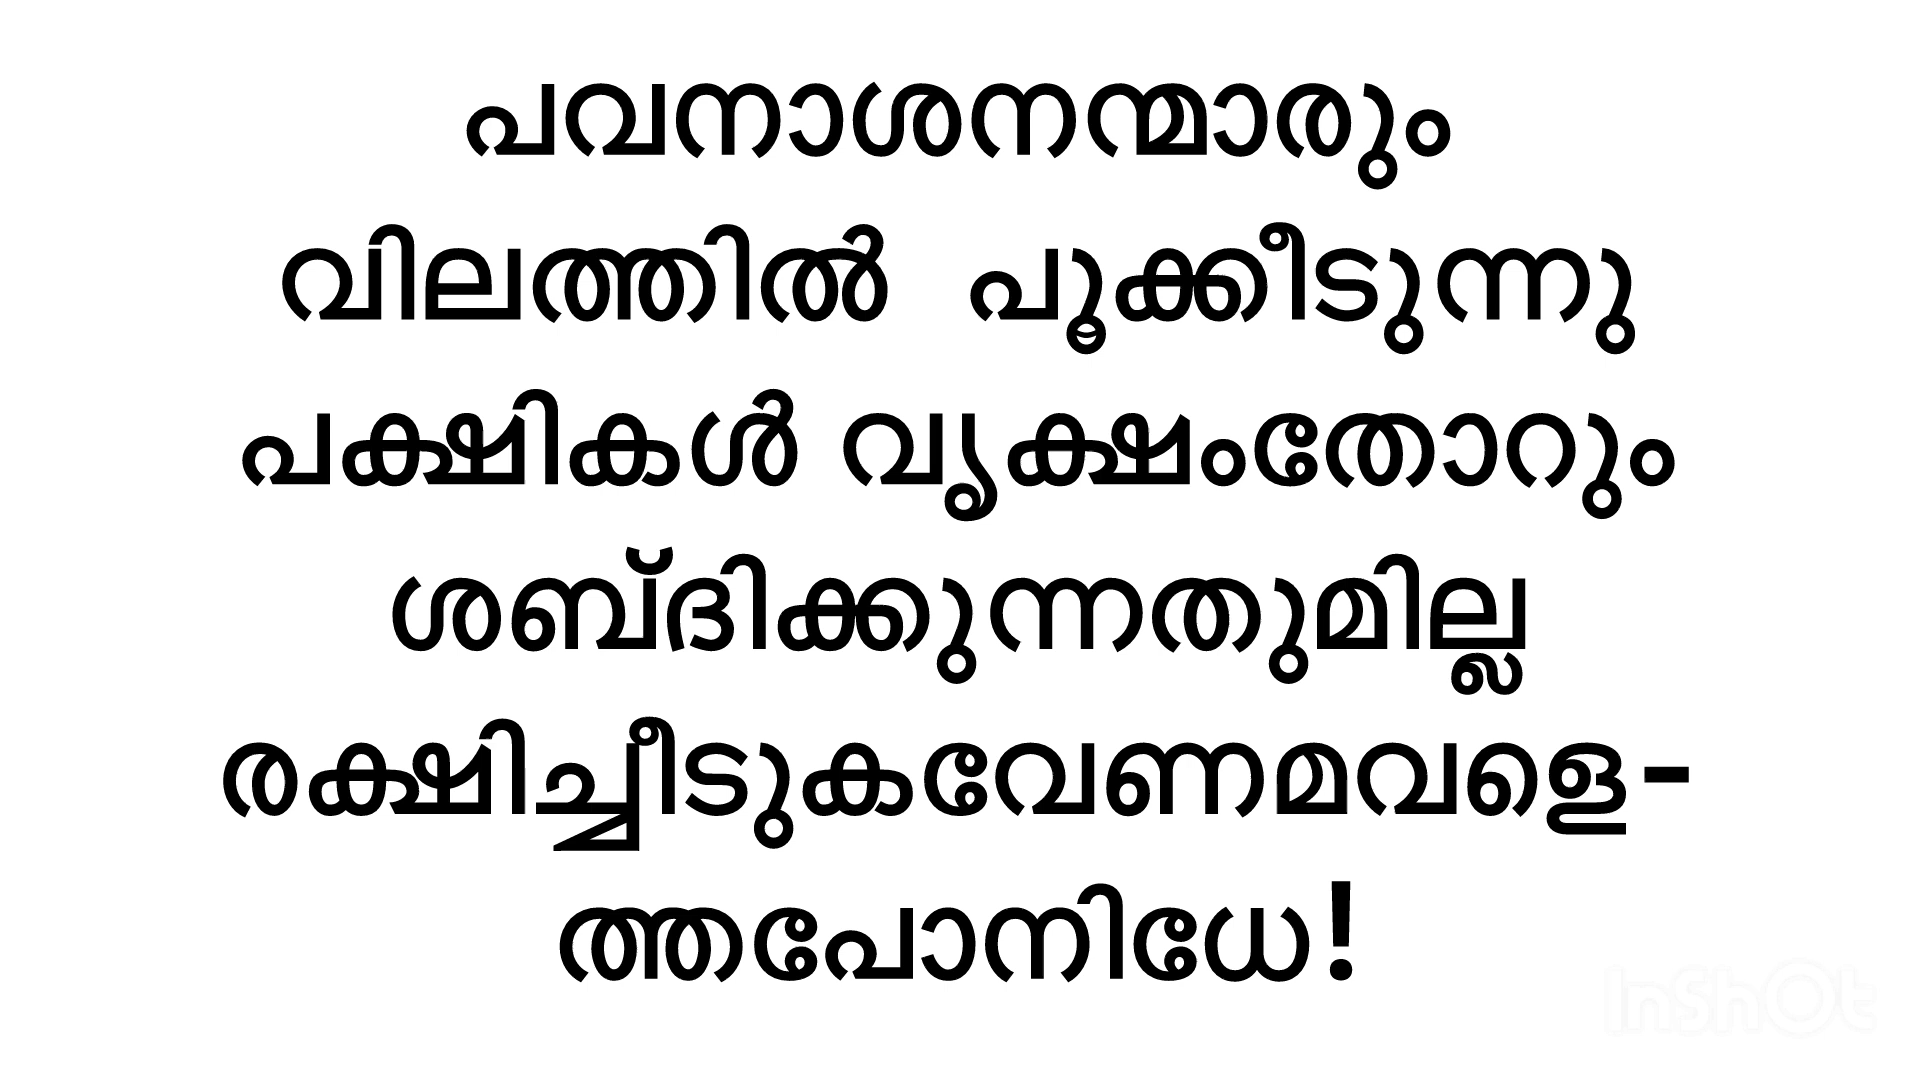 പവനാശനന്മാരും
വിലത്തിൽ പൂക്കീടുന്നു
പക്ഷികൾ വൃക്ഷംതോറും
ശബ്ദിക്കുന്നതുമില്ല
രക്ഷിച്ചീടുകവേണമവളെ-
ത്തപോനിധേ!
InShOt